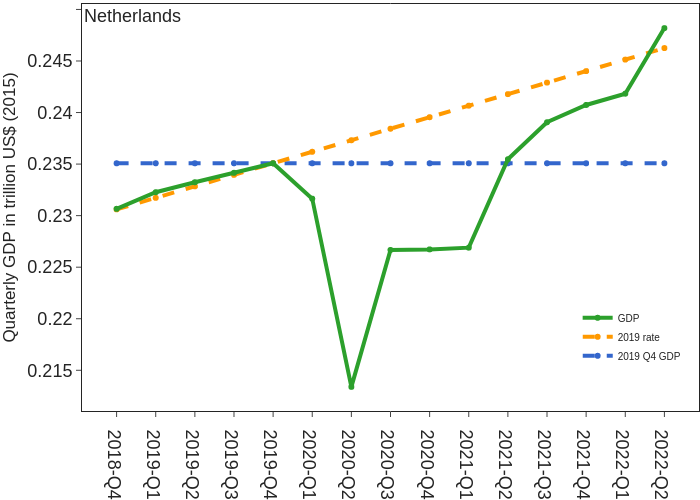 Netherlands
Quarterly GDP in trillion US$ (2015)
0.245
0.24
0.235
0.23
0.225
0.22
0.215
GDP
2019 rate
2019 Q4 GDP
2018-Q4
2019-Q1
2019-Q2
2019-Q3
2019-Q4
2020-Q1
2020-Q2
2020-Q3
2020-Q4
2021-Q1
2021-Q2
2021-Q3
2021-Q4
2022-Q1
2022-Q2